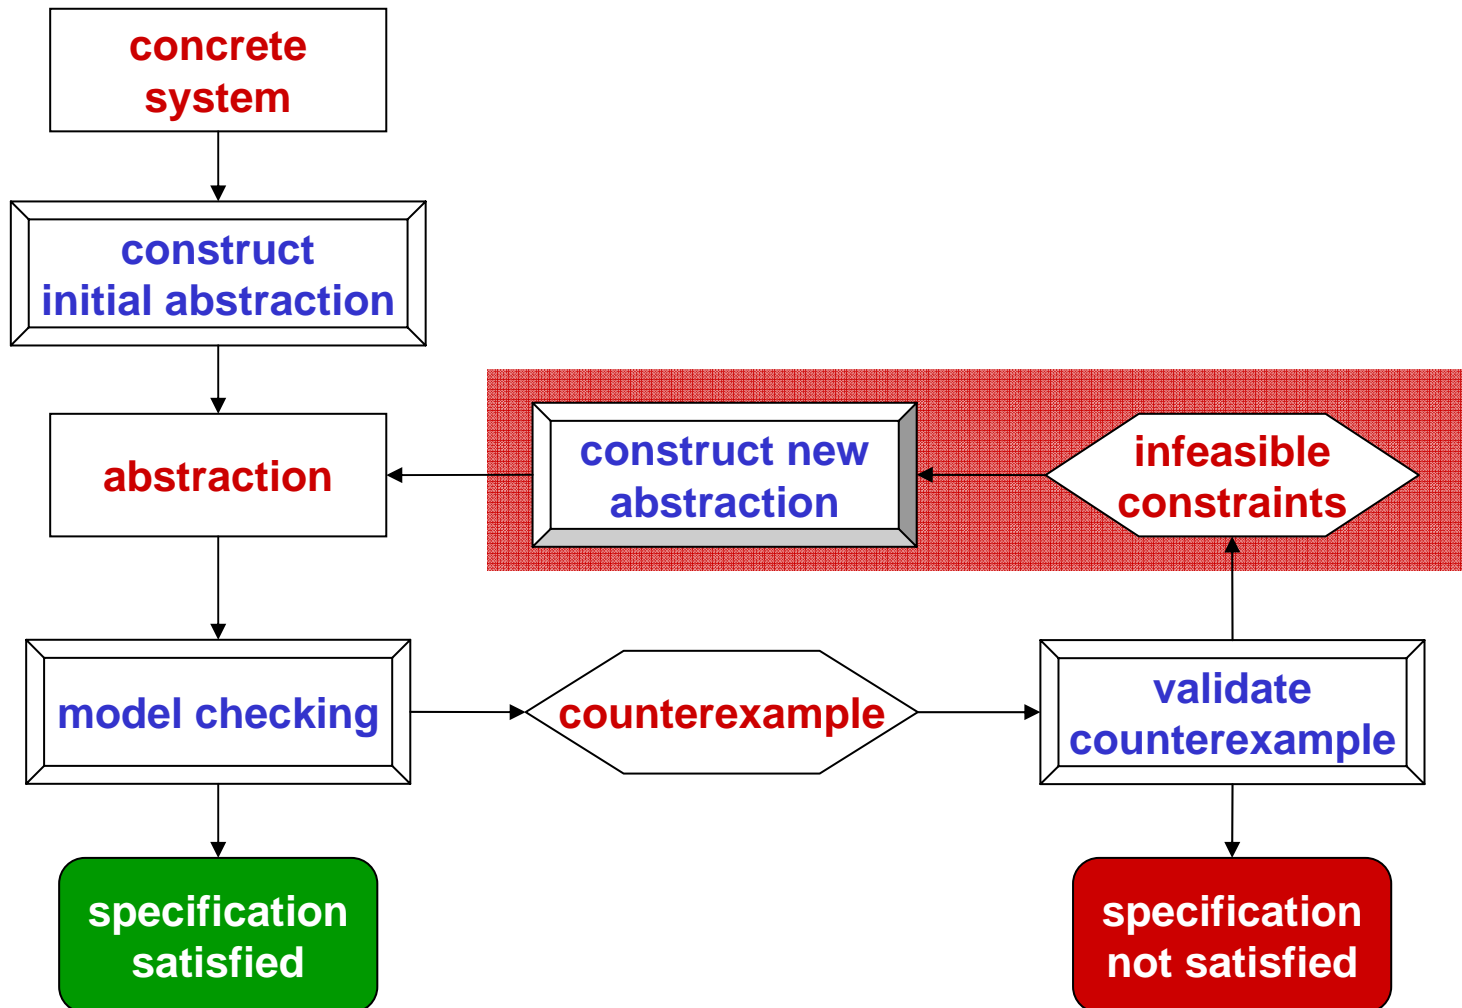 concrete
system
construct
initial abstraction
abstraction
construct new
abstraction
infeasible
constraints
model checking
counterexample
validate
counterexample
specification
satisfied
specification
not satisfied